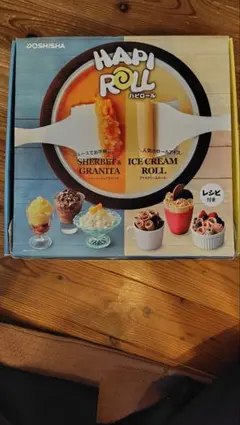 DOSHISHA
HAPI
ROLL
ハピロール
SHERBET &
GRANITA
ICE CREAM
ROLL
レシピ
付き